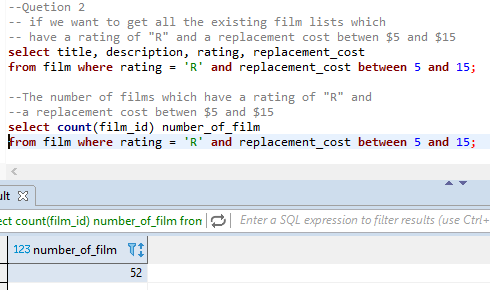 --Quetion 2
-- if we want to get all the existing film lists which
-- have a rating of "R" and a replacement cost betwen $5 and $15
select title, description, rating, replacement_cost
from film where rating = 'R' and replacement_cost between 5 and 15;
--The number of films which have a rating of "R" and
--a replacement cost betwen $5 and $15
select count(film_id) number_of_film
from film where rating = 'R' and replacement_cost between 5 and 15;
ult
ect count(film_id) number_of_film fron Enter a SQL expression to filter results (use Ctrl+
123 number_of_film
52